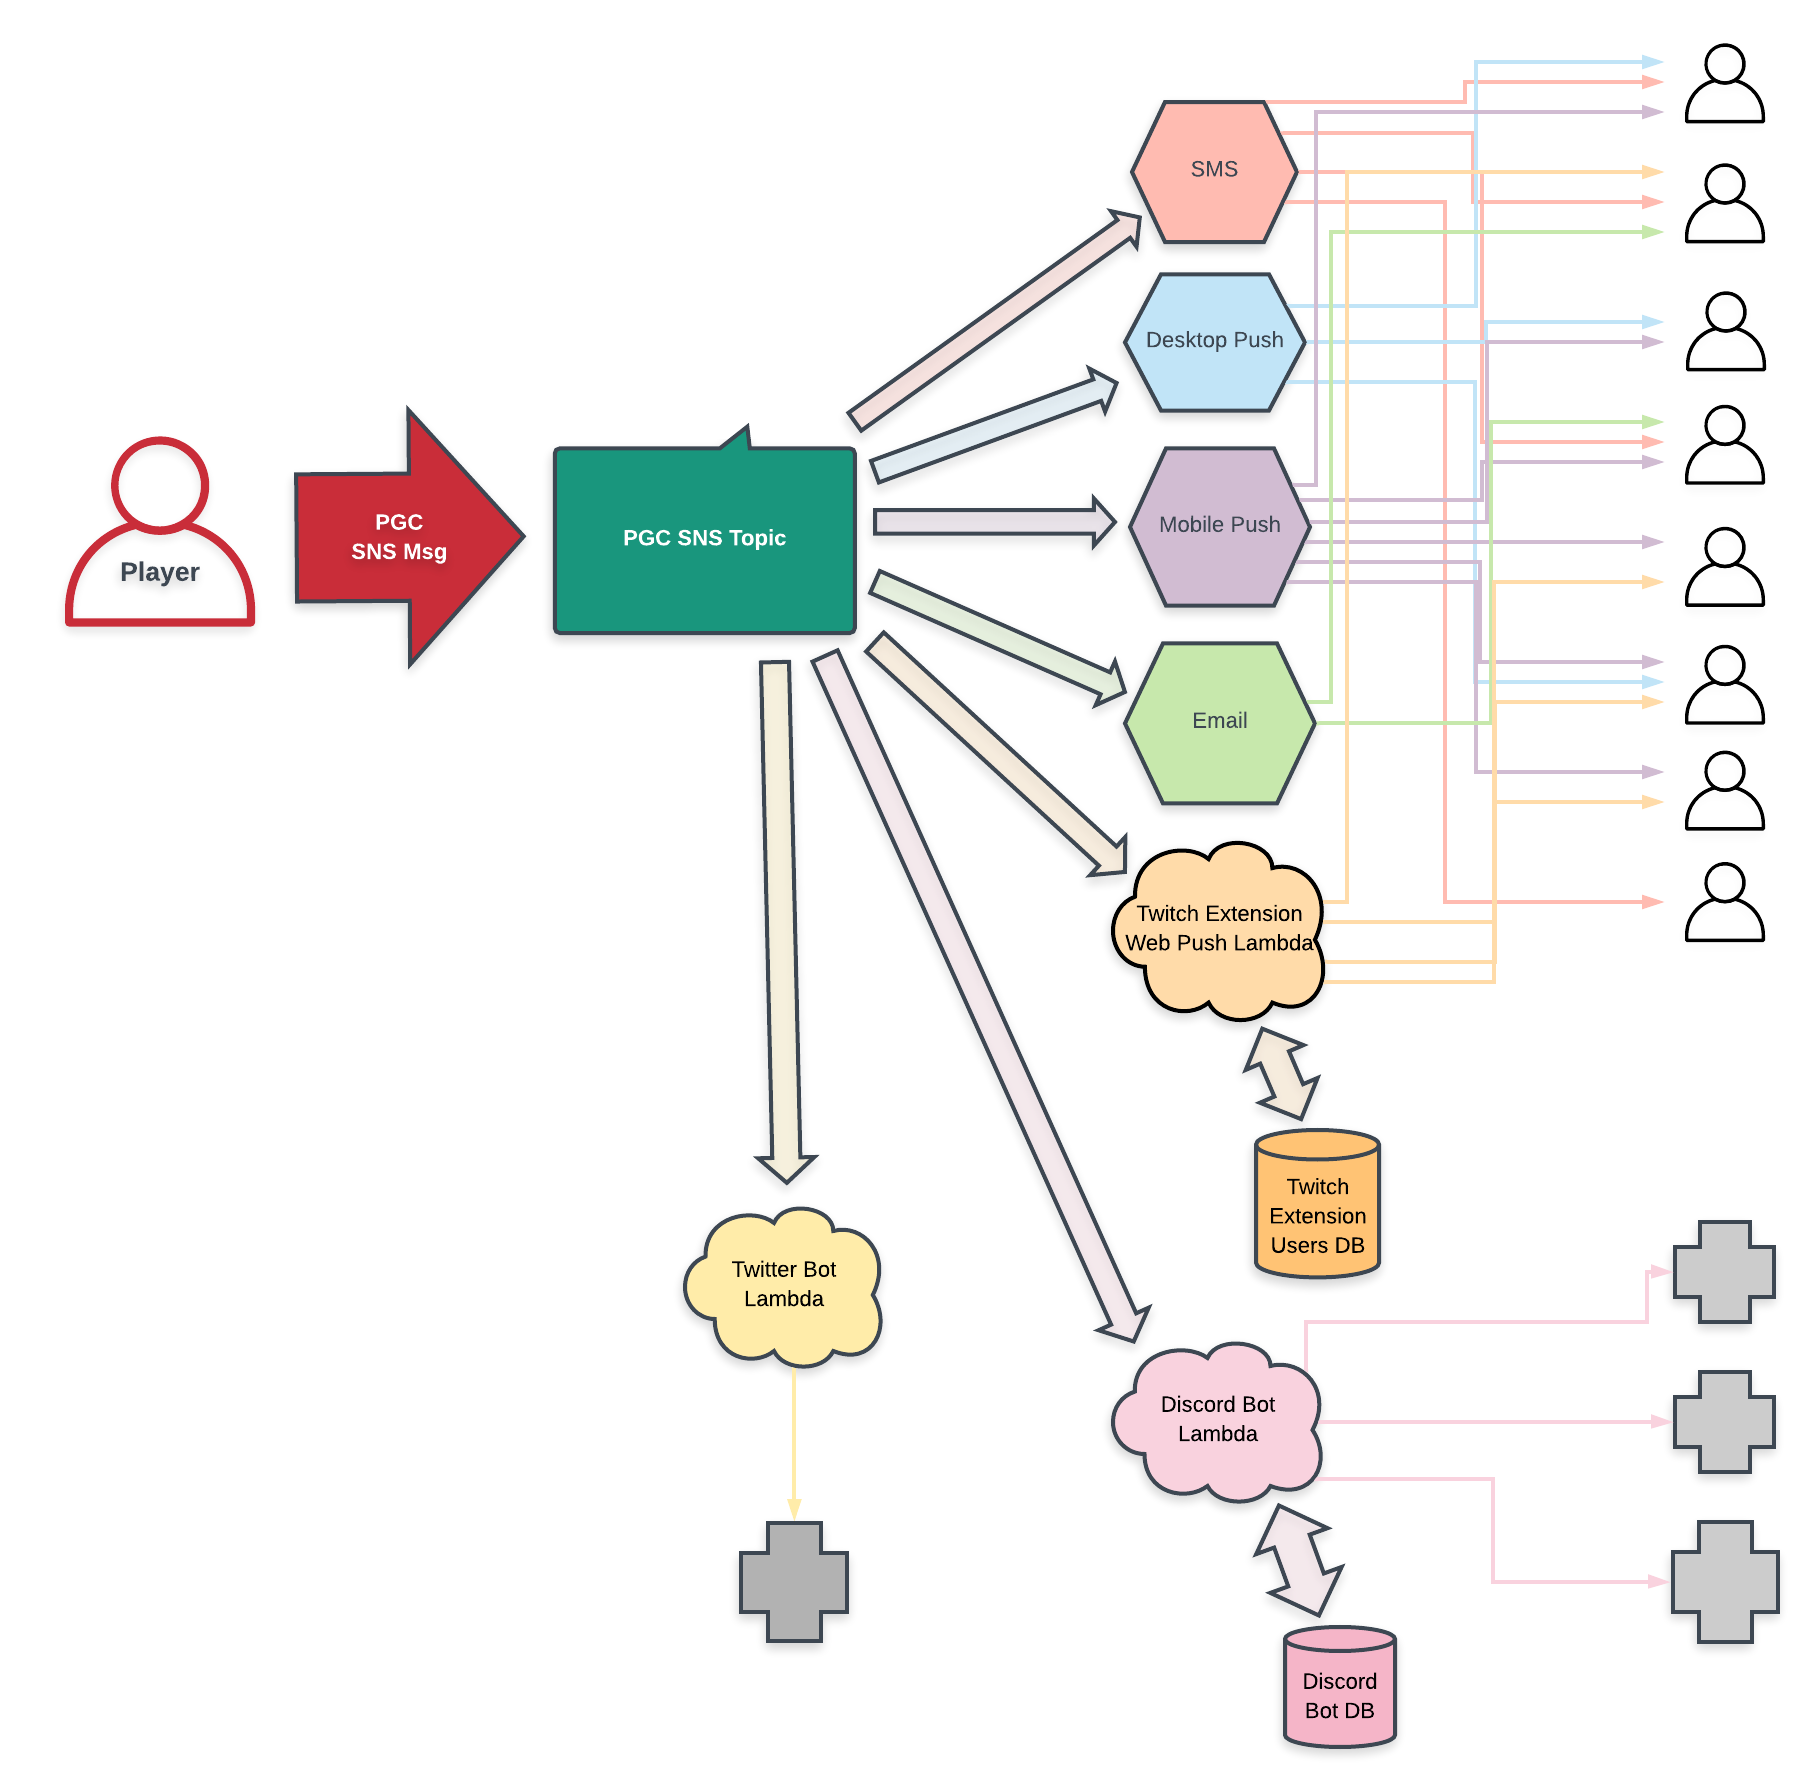 SMS
Desktop Push
Mobile Push
PGC
SNS Msg
PGC SNS Topic
Player
Email
Twitch Extension
Web Push Lambda
Twitch
Extension
Users DB
Twitter Bot
Lambda
Discord Bot
Lambda
Discord
Bot DB